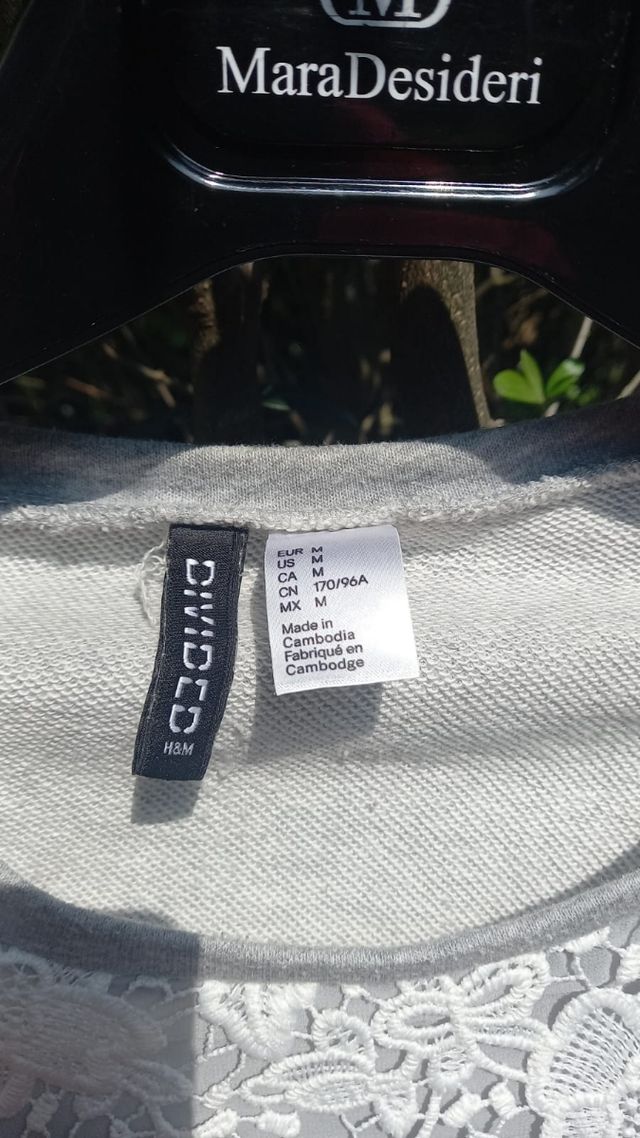 M
MaraDesideri
DIVIDED
H&M
EUR M
US M
CA M
CN 170/96A
MX M
Made in
Cambodia
Fabriqué en
Cambodge